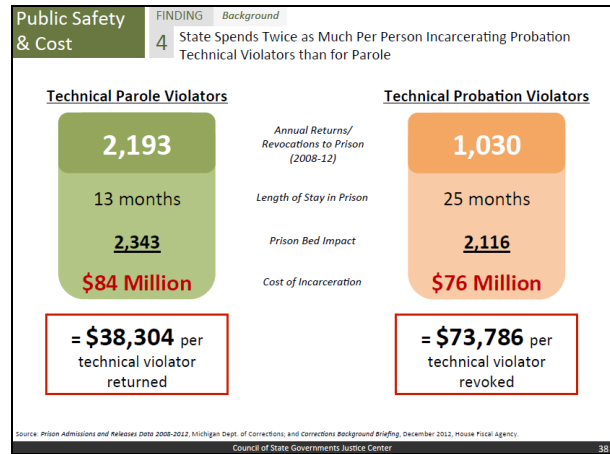 Public Safety
& Cost
FINDING
4
Background
State Spends Twice as Much Per Person Incarcerating Probation
Technical Violators than for Parole
Technical Parole Violators
2,193
13 months
2,343
$84 Million
= $38,304 per
technical violator
returned
Annual Returns/
Revocations to Prison
(2008-12)
Length of Stay in Prison
Prison Bed Impact
Cost of Incarceration
Technical Probation Violators
1,030
25 months
2,116
$76 Million
= $73,786 per
technical violator
revoked
Source: Prison Admissions and Releases Data 2008-2012, Michigan Dept. of Corrections; and Corrections Background Briefing, December 2012, House Fiscal Agency.
Council of State Governments Justice Center
38